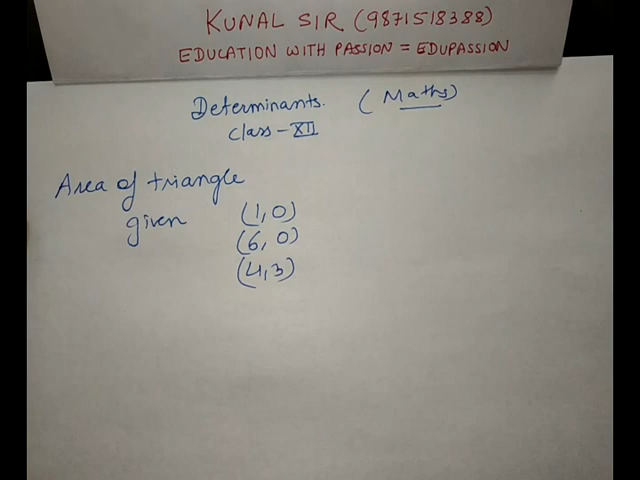 KUNAL SIR (9871518388)
EDUCATION WITH PASSION = EDUPASSION
Determinants. (Maths)
Class - XII
Area of triangle
given (1,0)
(6,0)
(4,3)